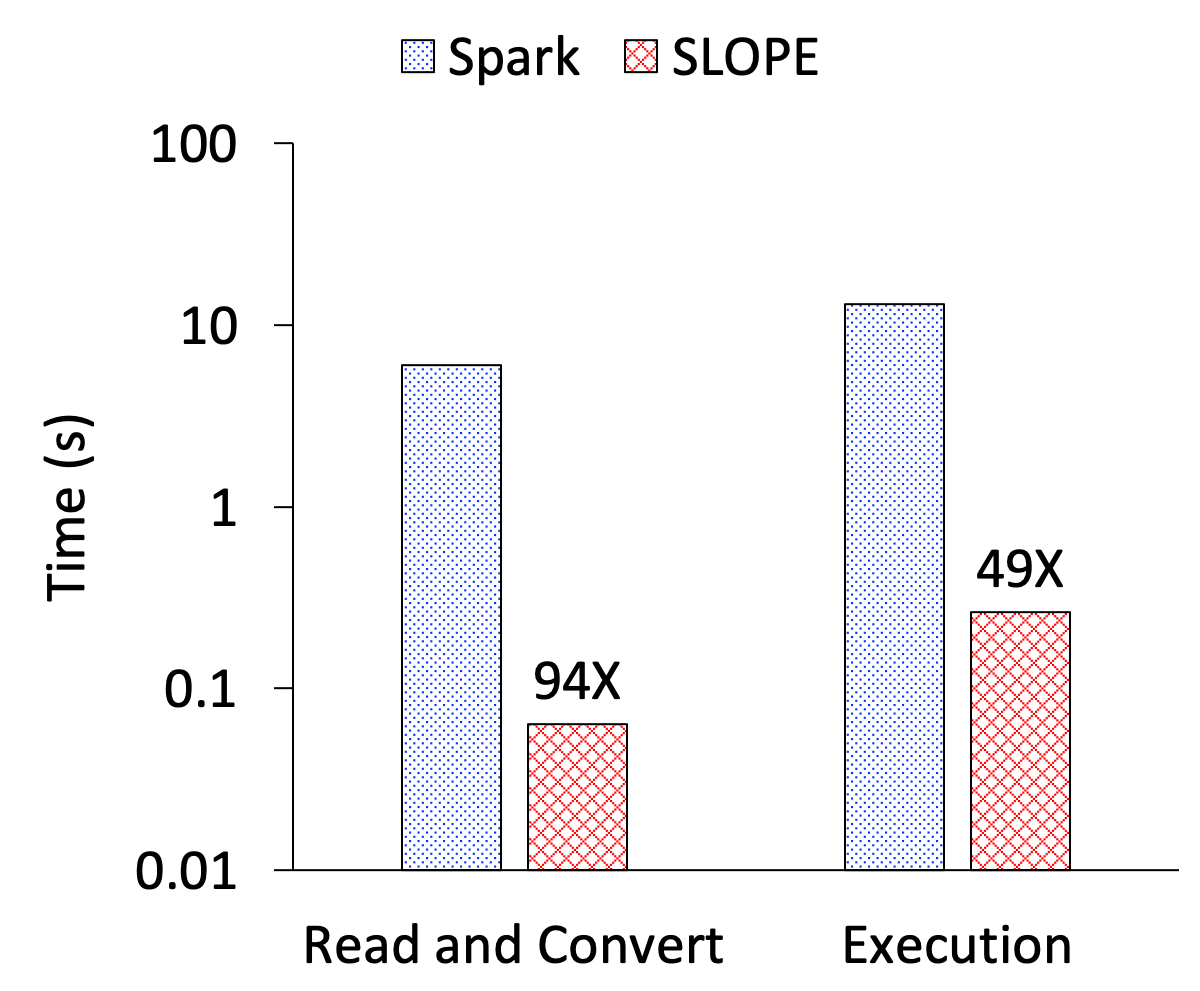 Spark SLOPE
100
10
1
0.1
0.01
Time (s)
94X
49X
Read and Convert
Execution